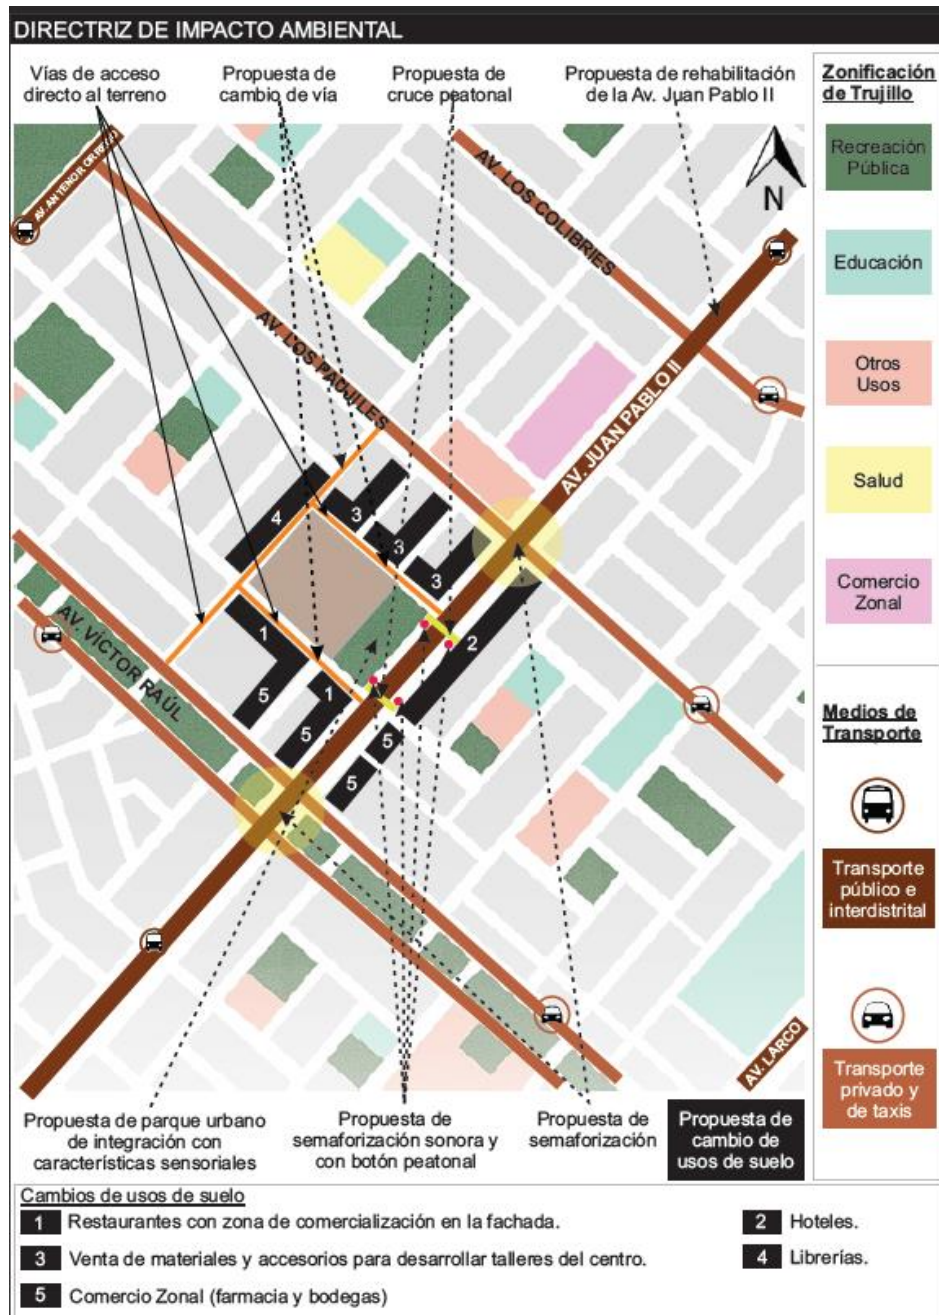 DIRECTRIZ DE IMPACTO AMBIENTAL
Vías de acceso
directo al terreno
Propuesta de
cambio de vía
Propuesta de
cruce peatonal
Propuesta de rehabilitación
de la Av. Juan Pablo II
Zonificación
de Trujillo
Recreación
Pública
Educación
Otros
Usos
Salud
Comercio
Zonal
Medios de
Transporte
Transporte
público e
interdistrital
Transporte
privado y
de taxis
N
AV. ANTENOR ORREGO
AV. LOS COLIBRIES
AV. LOS PAUJILES
AV. JUAN PABLO II
AV. VÍCTOR RAÚL
AV. LARCO
4
3
3
3
1
2
1
5
5
5
5
Propuesta de parque urbano
de integración con
características sensoriales
Propuesta de
semaforización sonora y
con botón peatonal
Propuesta de
semaforización
Propuesta de
cambio de
usos de suelo
Cambios de usos de suelo
1 Restaurantes con zona de comercialización en la fachada.
2 Hoteles.
3 Venta de materiales y accesorios para desarrollar talleres del centro.
4 Librerías.
5 Comercio Zonal (farmacia y bodegas)